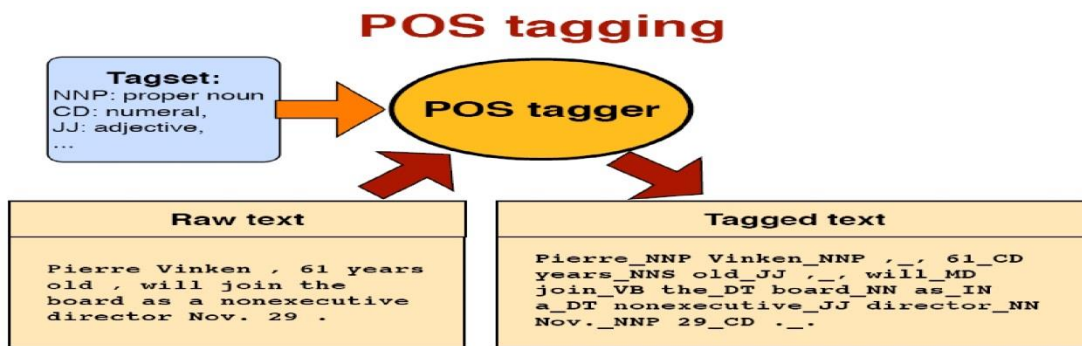 POS tagging
Tagset:
NNP: proper noun
CD: numeral,
JJ: adjective,
...
POS tagger
Raw text
Pierre Vinken , 61 years
old , will join the
board as a nonexecutive
director Nov. 29 .
Tagged text
Pierre_NNP Vinken_NNP ,_, 61_CD
years_NNS old_JJ ,_, will_MD
join_VB the_DT board_NN as_IN
a_DT nonexecutive_JJ director_NN
Nov._NNP 29_CD ._.